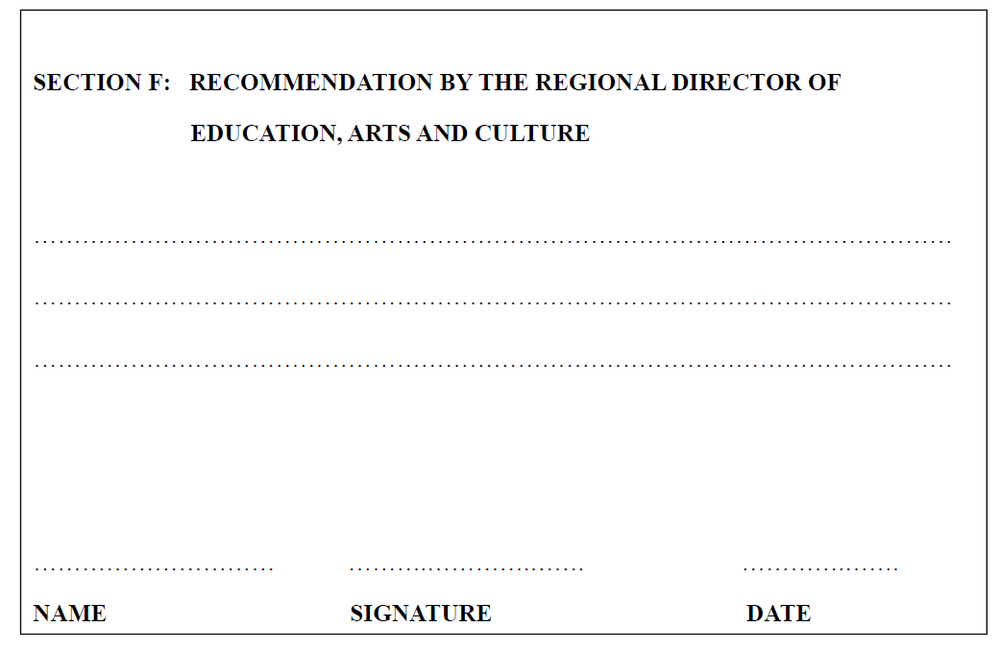 SECTION F: RECOMMENDATION BY THE REGIONAL DIRECTOR OF
EDUCATION, ARTS AND CULTURE
………………………………………………………………………………………………………
………………………………………………………………………………………………………
………………………………………………………………………………………………………
………………………… ……….………….……. ………….…….
NAME SIGNATURE DATE